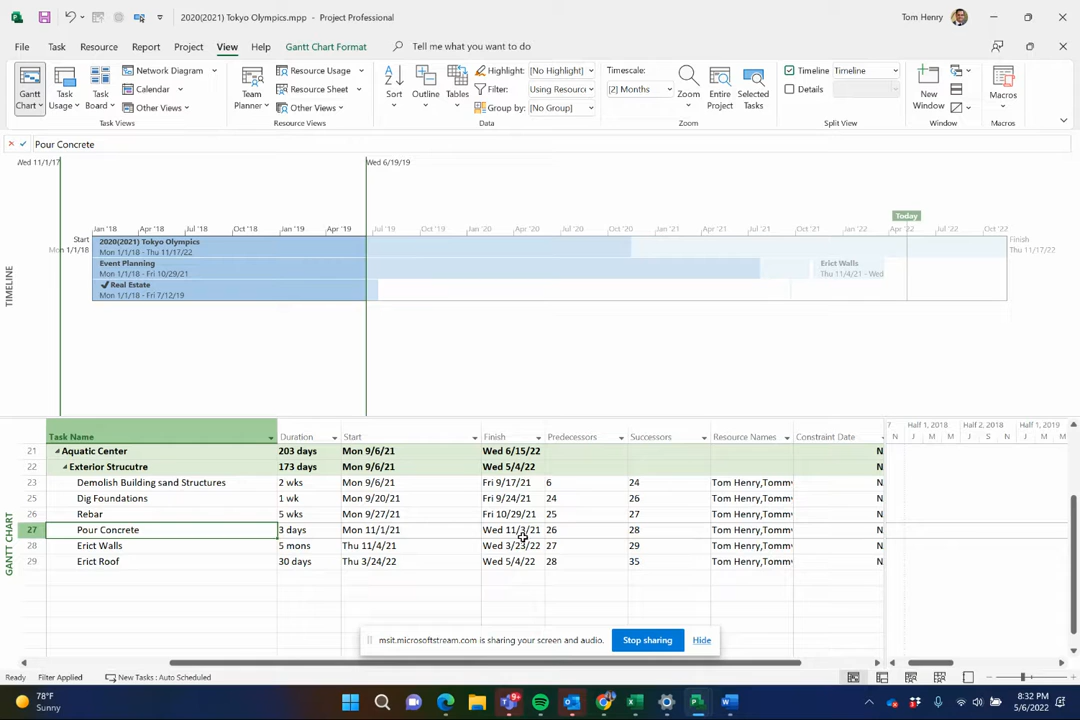 2020(2021) Tokyo Olympics.mpp - Project Professional
Tom Henry
File Task Resource Report Project View Help Gantt Chart Format Tell me what you want to do
Gantt Chart
Task Usage
Task Board
Network Diagram
Calendar
Other Views
Task Views
Team Planner
Resource Usage
Resource Sheet
Other Views
Resource Views
Sort
Outline
Tables
Highlight: [No Highlight]
Filter: Using Resourc
Group by: [No Group]
Data
Timescale:
[2] Months
Zoom
Entire Project
Selected Tasks
Zoom
Timeline Timeline
Details
Split View
New Window
Window
Macros
Macros
Pour Concrete
Wed 11/1/17 Wed 6/19/19
Today
Jan '18 Apr '18 Jul '18 Oct '18 Jan '19 Apr '19 Jul '19 Oct '19 Jan '20 Apr '20 Jul '20 Oct '20 Jan '21 Apr '21 Jul '21 Oct '21 Jan '22 Apr '22 Jul '22 Oct '22
Start
Mon 1/1/18
2020(2021) Tokyo Olympics
Mon 1/1/18 - Thu 11/17/22
Finish
Thu 11/17/22
Event Planning
Mon 1/1/18 - Fri 10/29/21
Erict Walls
Thu 11/4/21 - Wed
Real Estate
Mon 1/1/18 - Fri 7/12/19
TIMELINE
Task Name Duration Start Finish Predecessors Successors Resource Names Constraint Date
7 Half 1, 2018 Half 2, 2018 Half 1, 2019
N J M M J S N J M M
21 Aquatic Center 203 days Mon 9/6/21 Wed 6/15/22 N
22 Exterior Strucutre 173 days Mon 9/6/21 Wed 5/4/22 N
23 Demolish Building sand Structures 2 wks Mon 9/6/21 Fri 9/17/21 6 24 Tom Henry,Tommy N
25 Dig Foundations 1 wk Mon 9/20/21 Fri 9/24/21 24 26 Tom Henry,Tommy N
26 Rebar 5 wks Mon 9/27/21 Fri 10/29/21 25 27 Tom Henry,Tommy N
27 Pour Concrete 3 days Mon 11/1/21 Wed 11/3/21 26 28 Tom Henry,Tommy N
28 Erict Walls 5 mons Thu 11/4/21 Wed 3/23/22 27 29 Tom Henry,Tommy N
29 Erict Roof 30 days Thu 3/24/22 Wed 5/4/22 28 35 Tom Henry,Tommy N
GANTT CHART
msit.microsoftstream.com is sharing your screen and audio. Stop sharing Hide
Ready Filter Applied New Tasks : Auto Scheduled
78°F
Sunny
8:32 PM
5/6/2022